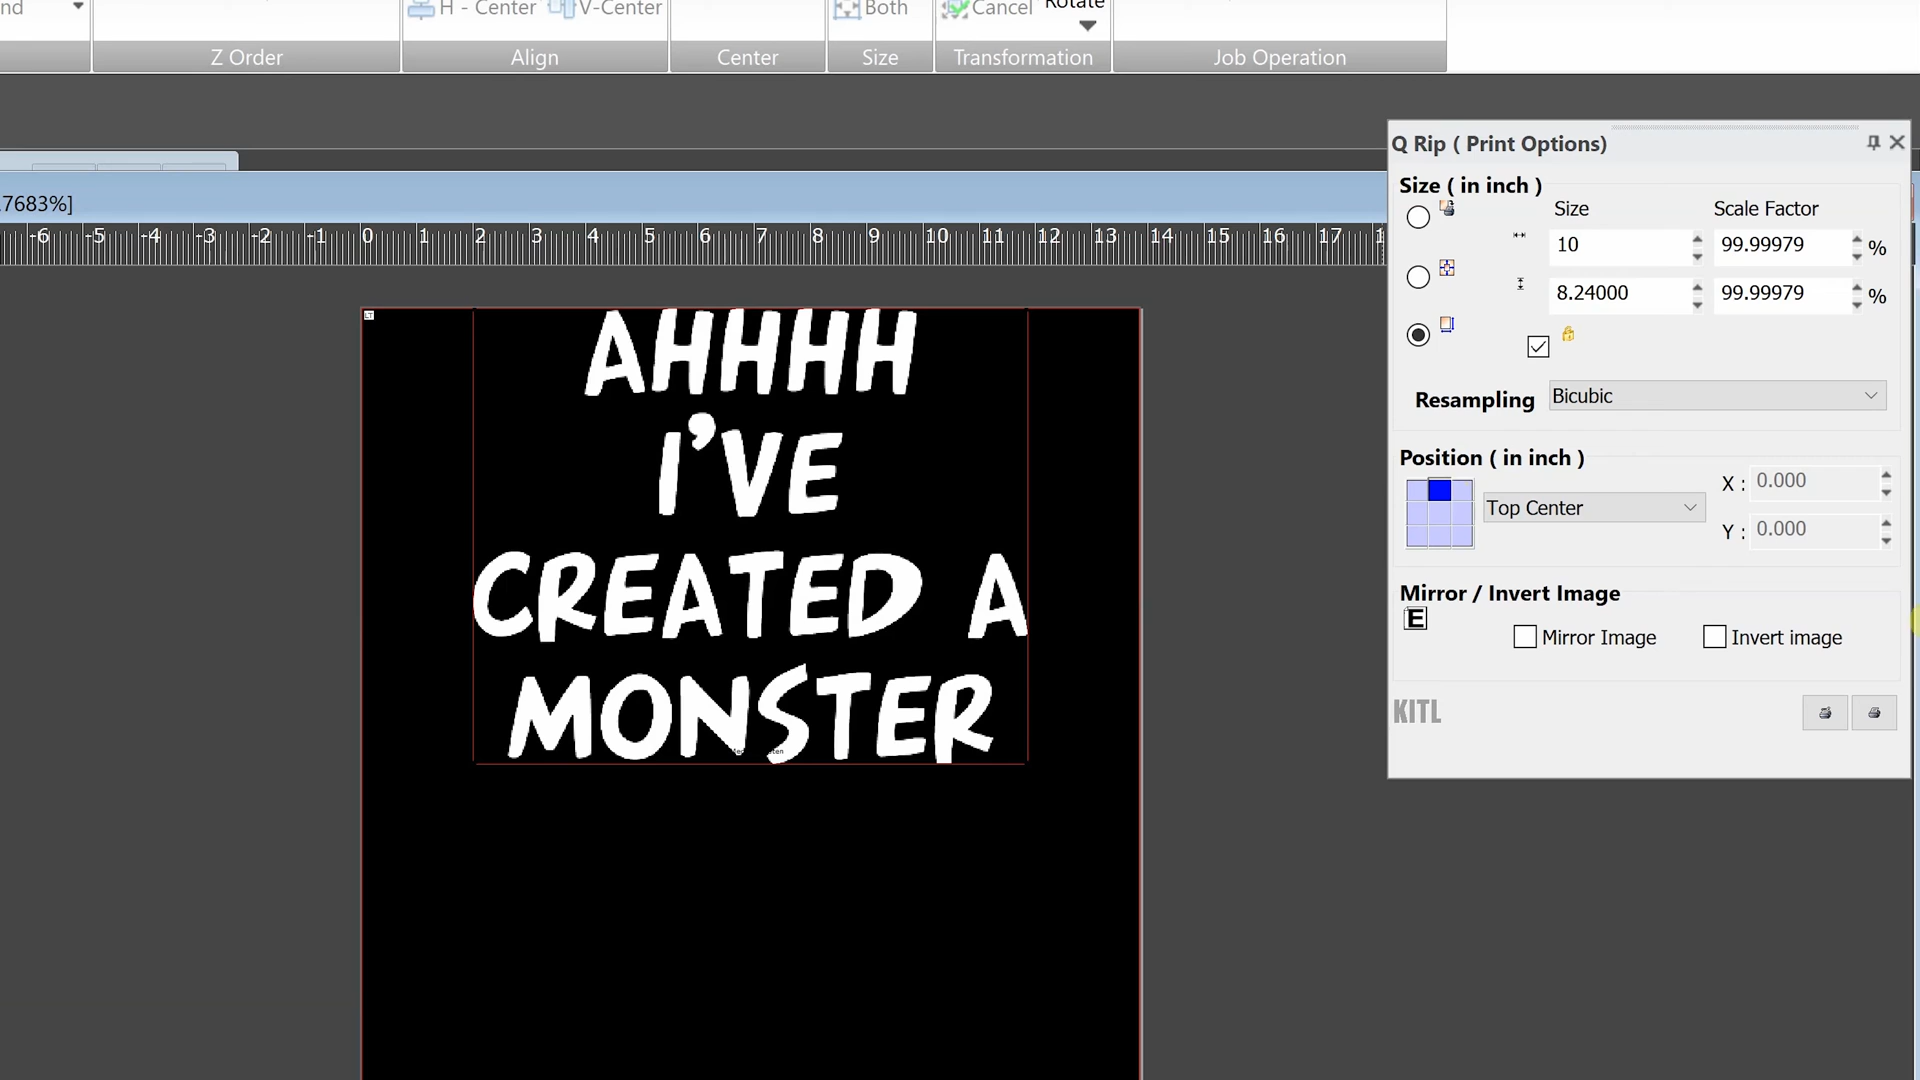 nd
H - Center V-Center Both Cancel Rotate
Z Order Align Center Size Transformation Job Operation
Q Rip ( Print Options)
Size ( in inch )
.7683%]
Size Scale Factor
-6 -5 -4 -3 -2 -1 0 1 2 3 4 5 6 7 8 9 10 11 12 13 14 15 16 17
10 99.99979 %
8.24000 99.99979 %
LT
AHHHH
I'VE
CREATED A
MONSTER
Resampling Bicubic
Position ( in inch )
Top Center
X : 0.000
Y : 0.000
Mirror / Invert Image
E
Mirror Image Invert image
KITL